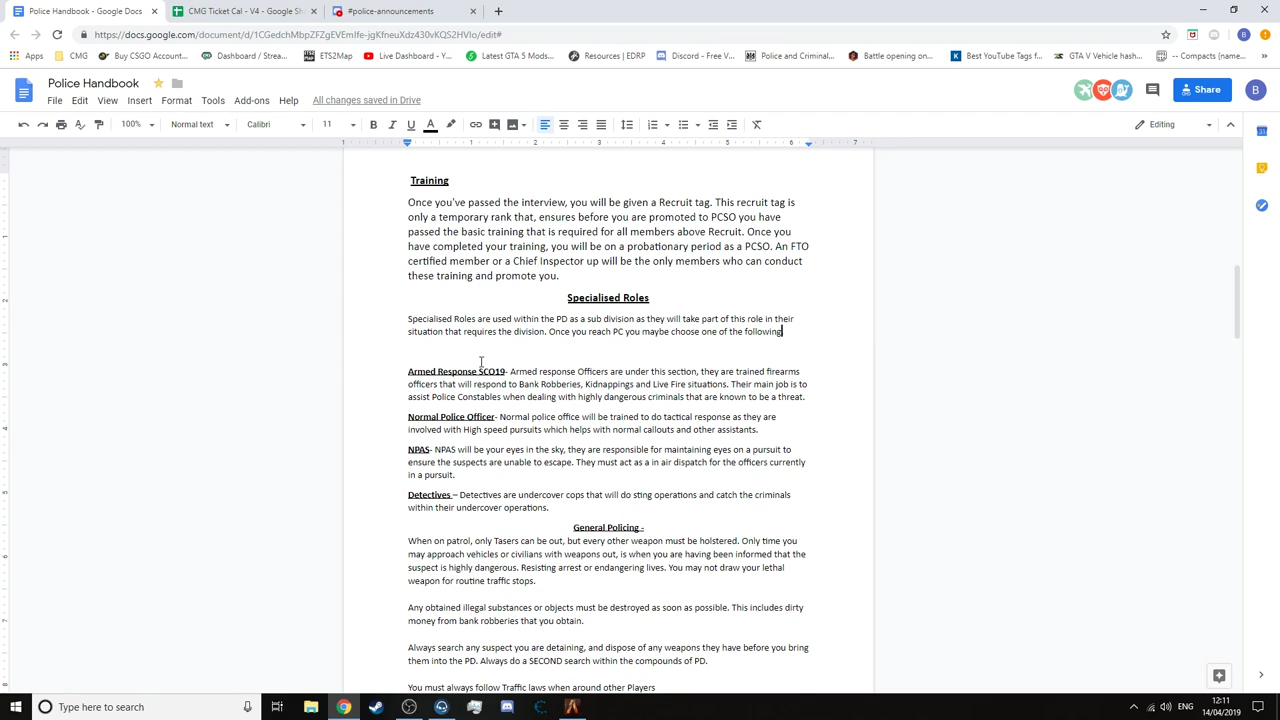 Police Handbook - Google Docs
CMG Ticket Cal - V4 - Google Sh
#police-announcements
https://docs.google.com/document/d/1CGedchMbpZFZgEVEmIfe-jgKfneuXdz430vKQS2HVIo/edit#
Apps
CMG
Buy CSGO Account...
Dashboard / Strea...
ETS2Map
Live Dashboard - Y...
Latest GTA 5 Mods...
Resources | EDRP
Discord - Free V...
Police and Criminal...
Battle opening on...
Best YouTube Tags f...
GTA V Vehicle hash...
-- Compacts [name...
Police Handbook
File Edit View Insert Format Tools Add-ons Help All changes saved in Drive
Share
B
100% Normal text Calibri 11 B I U A Editing
Training
Once you've passed the interview, you will be given a Recruit tag. This recruit tag is
only a temporary rank that, ensures before you are promoted to PCSO you have
passed the basic training that is required for all members above Recruit. Once you
have completed your training, you will be on a probationary period as a PCSO. An FTO
certified member or a Chief Inspector up will be the only members who can conduct
these training and promote you.
Specialised Roles
Specialised Roles are used within the PD as a sub division as they will take part of this role in their
situation that requires the division. Once you reach PC you maybe choose one of the following
Armed Response SCO19- Armed response Officers are under this section, they are trained firearms
officers that will respond to Bank Robberies, Kidnappings and Live Fire situations. Their main job is to
assist Police Constables when dealing with highly dangerous criminals that are known to be a threat.
Normal Police Officer- Normal police office will be trained to do tactical response as they are
involved with High speed pursuits which helps with normal callouts and other assistants.
NPAS- NPAS will be your eyes in the sky, they are responsible for maintaining eyes on a pursuit to
ensure the suspects are unable to escape. They must act as a in air dispatch for the officers currently
in a pursuit.
Detectives – Detectives are undercover cops that will do sting operations and catch the criminals
within their undercover operations.
General Policing -
When on patrol, only Tasers can be out, but every other weapon must be holstered. Only time you
may approach vehicles or civilians with weapons out, is when you are having been informed that the
suspect is highly dangerous. Resisting arrest or endangering lives. You may not draw your lethal
weapon for routine traffic stops.
Any obtained illegal substances or objects must be destroyed as soon as possible. This includes dirty
money from bank robberies that you obtain.
Always search any suspect you are detaining, and dispose of any weapons they have before you bring
them into the PD. Always do a SECOND search within the compounds of PD.
You must always follow Traffic laws when around other Players
Type here to search
ENG
12:11
14/04/2019